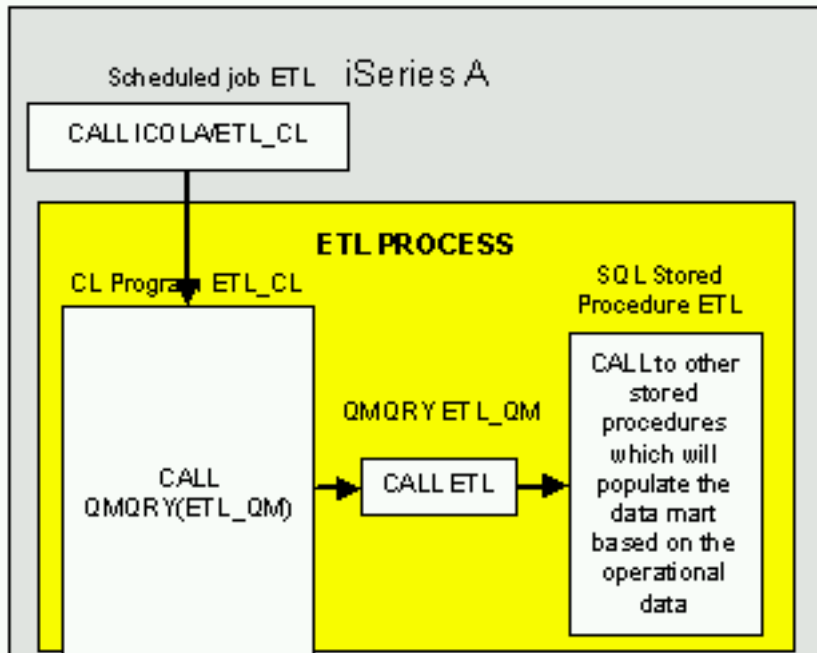 Scheduled job ETL iSeries A
CALL ICOLA/ETL_CL
ETL PROCESS
CL Program ETL_CL
CALL
QMQRY(ETL_QM)
QMQRY ETL_QM
CALL ETL
SQL Stored
Procedure ETL
CALL to other
stored
procedures
which will
populate the
data mart
based on the
operational
data